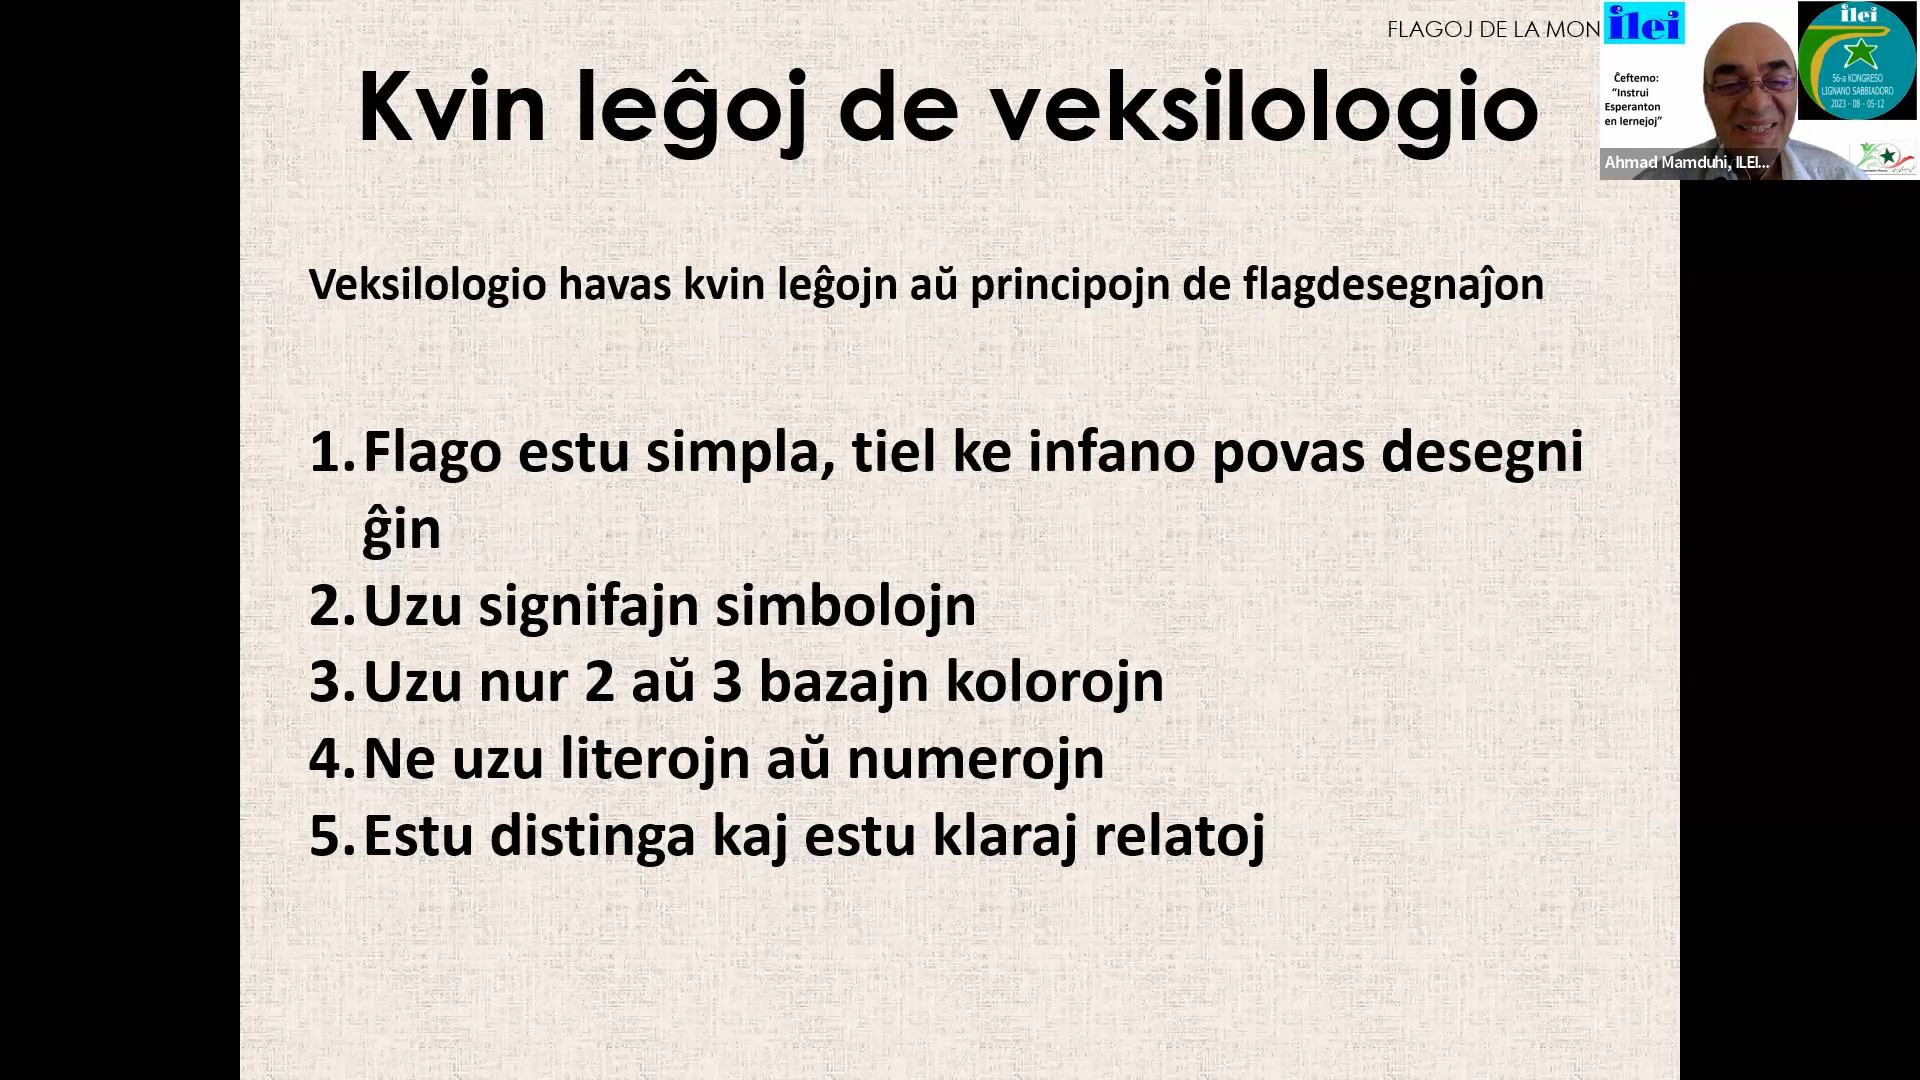 FLAGOJ DE LA MON
Kvin leĝoj de veksilologio
Veksilologio havas kvin leĝojn aŭ principojn de flagdesegnaĵon
1. Flago estu simpla, tiel ke infano povas desegni
ĝin
2. Uzu signifajn simbolojn
3. Uzu nur 2 aŭ 3 bazajn kolorojn
4. Ne uzu literojn aŭ numerojn
5. Estu distinga kaj estu klaraj relatoj
ilei
Ĉeftemo:
“Instrui
Esperanton
en lernejoj”
Ahmad Mamduhi, ILEI...
ilei
56-a KONGRESO
LIGNANO SABBIADORO
2023 - 08 - 05-12